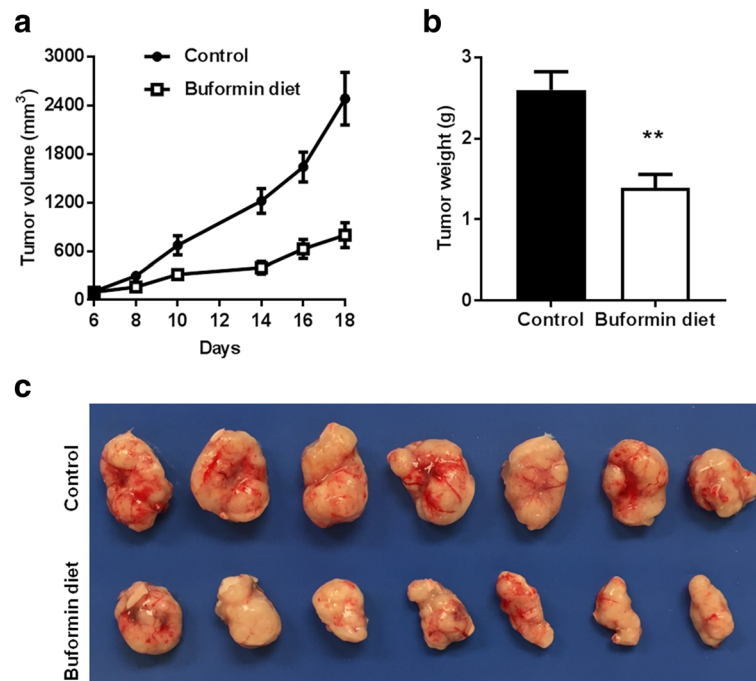 a
Tumor volume (mm3)
3000
2400
1800
1200
600
0
6 8 10 12 14 16 18
Days
Control
Buformin diet
b
Tumor weight (g)
3
2
1
0
**
Control Buformin diet
c
Control
Buformin diet